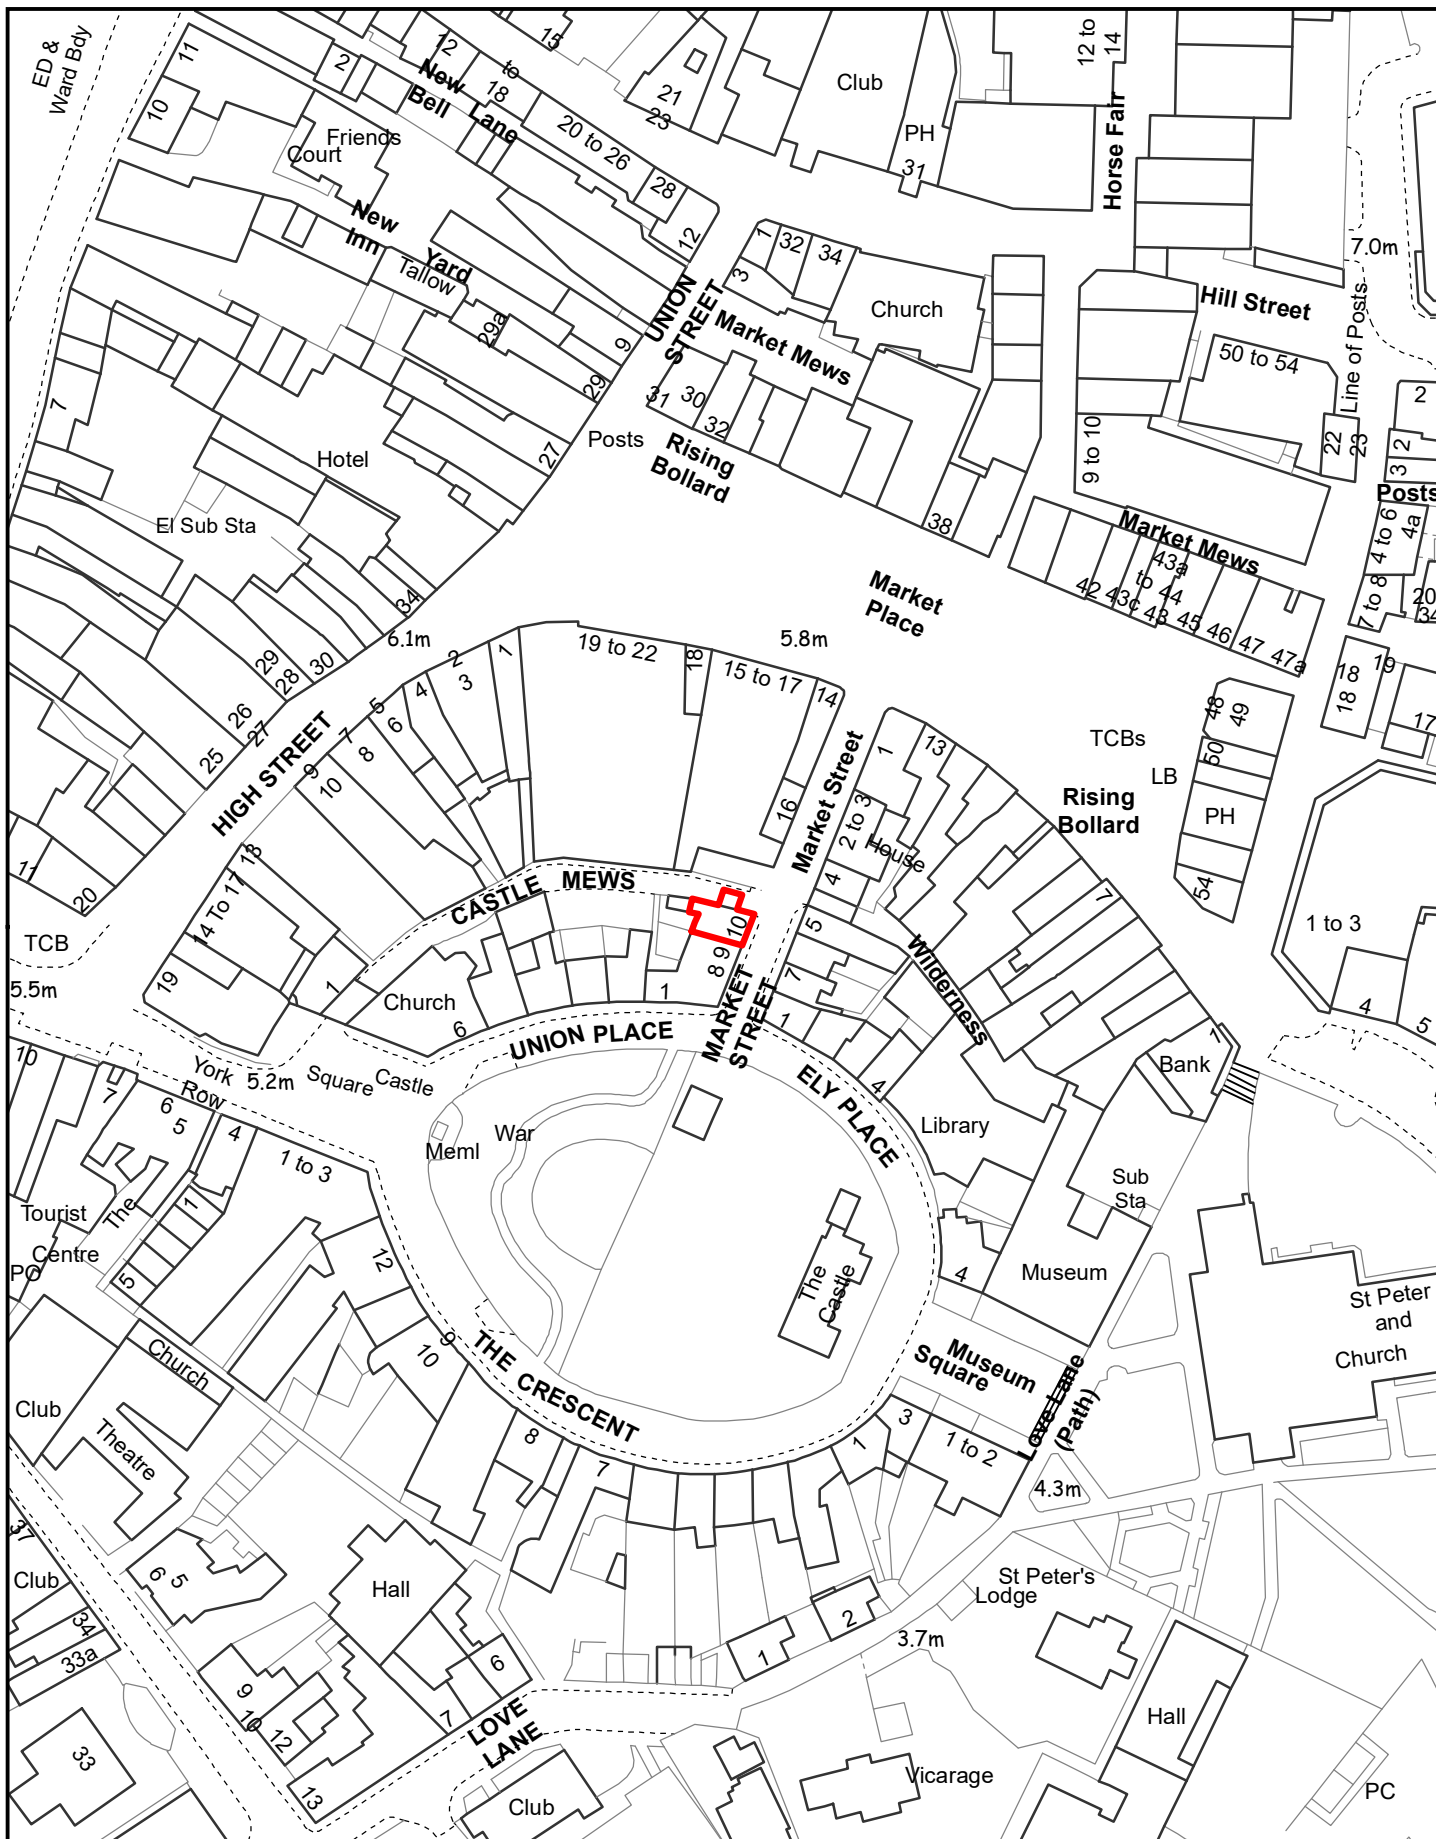 ED &
Ward Bdy
11
10
2
12
to
18
New
Bell
Lane
15
21
23
20 to 26
28
12
Club
PH
31
12 to
14
Horse Fair
Friends
Court
New
Inn
Yard
Tallow
29a
9
29
27
UNION
STREET
1
3
32
34
Church
Market Mews
7.0m
Hill Street
Line of Posts
50 to 54
22
23
2
2
3
Posts
4 to 6
4a
7 to 8
20
34
7
Hotel
El Sub Sta
34
Posts
31
30
32
Rising
Bollard
38
9 to 10
Market Mews
42
43c
43
43a
to 44
45
46
47
47a
Market
Place
6.1m
5.8m
29
28
30
26
27
25
HIGH STREET
2
3
1
4
5
6
7
8
9
10
19 to 22
18
15 to 17
14
16
Market Street
1
13
2 to 3
House
4
TCBs
LB
Rising
Bollard
48
49
50
PH
54
18
18
19
17
11
20
TCB
5.5m
13
14 To 17
19
1
CASTLE
MEWS
Church
6
1
10
9
8
MARKET
STREET
5
7
1
4
Wilderness
7
1
Bank
1 to 3
4
5
UNION PLACE
ELY PLACE
Library
York
Row
5.2m
Square
Castle
War
Meml
10
7
6
5
4
1 to 3
Tourist
Centre
PO
The
1
5
12
9
10
THE CRESCENT
The
Castle
Sub
Sta
Museum
4
Museum
Square
Love Lane
(Path)
St Peter
and
Church
Club
Theatre
Church
8
7
1
3
1 to 2
4.3m
37
Club
34
33a
33
6
5
Hall
9
10
12
13
7
6
LOVE
LANE
Club
1
2
3.7m
St Peter's
Lodge
Hall
Vicarage
PC